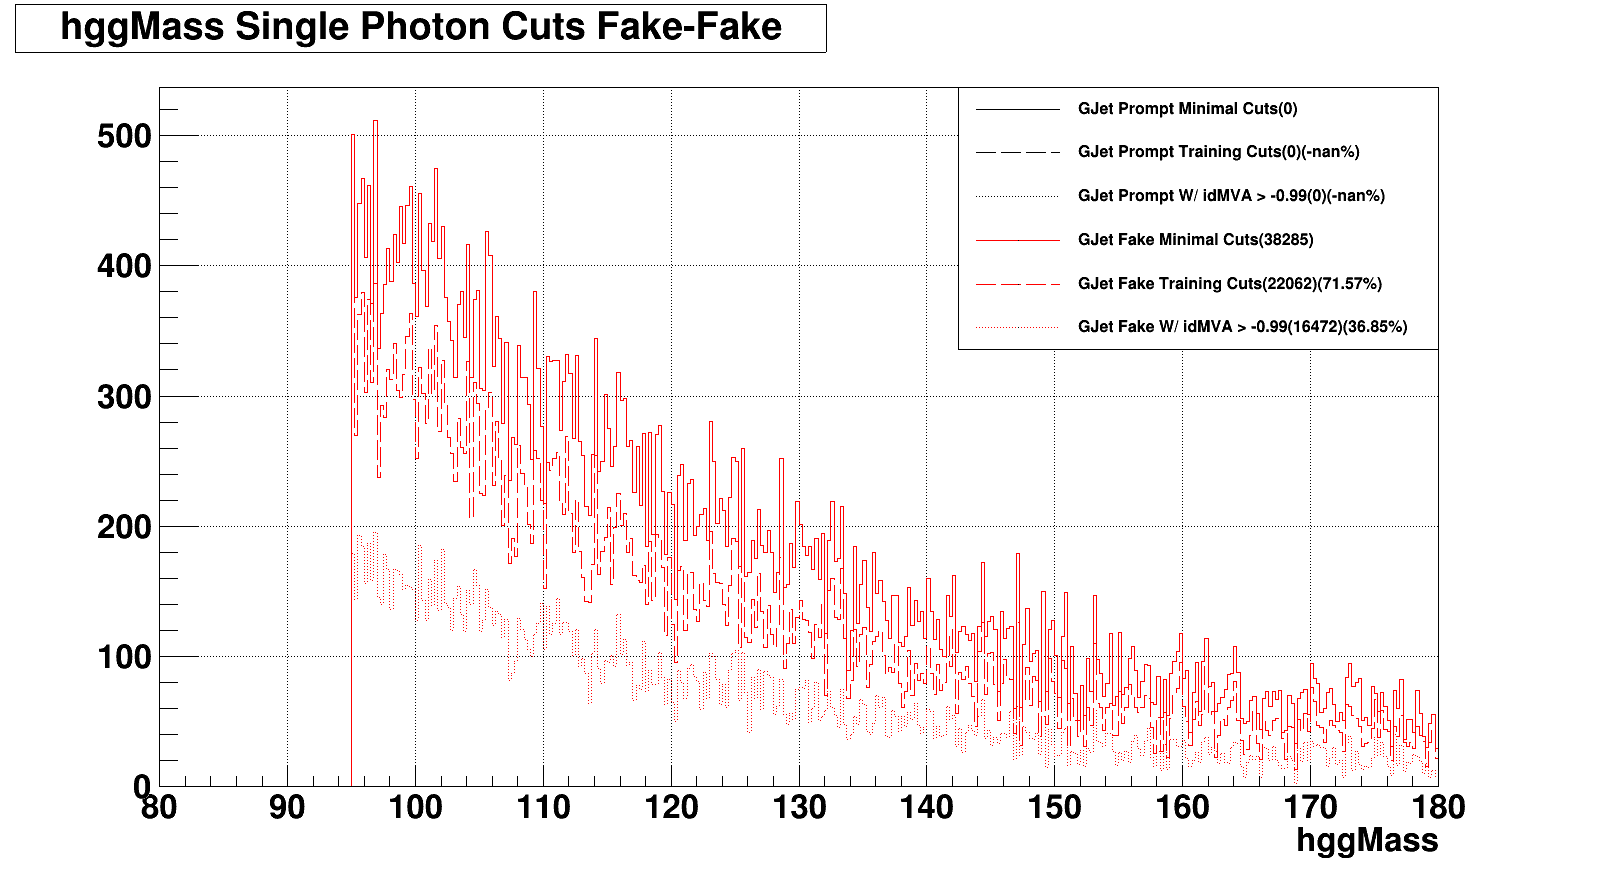 hggMass Single Photon Cuts Fake-Fake
GJet Prompt Minimal Cuts(0)
GJet Prompt Training Cuts(0)(-nan%)
GJet Prompt W/ idMVA > -0.99(0)(-nan%)
GJet Fake Minimal Cuts(38285)
GJet Fake Training Cuts(22062)(71.57%)
GJet Fake W/ idMVA > -0.99(16472)(36.85%)
500
400
300
200
100
0
80 90 100 110 120 130 140 150 160 170 180
hggMass